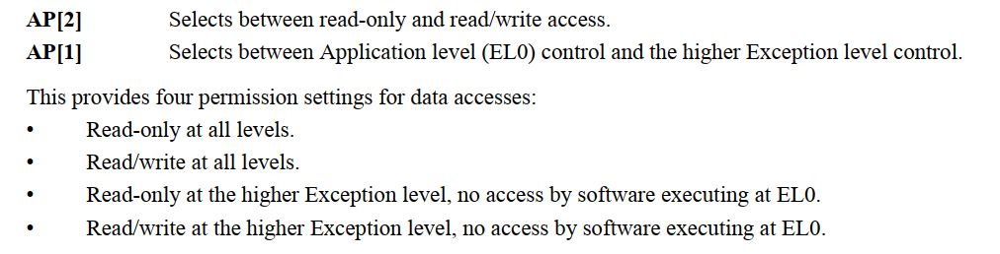 AP[2] Selects between read-only and read/write access.
AP[1] Selects between Application level (EL0) control and the higher Exception level control.
This provides four permission settings for data accesses:
• Read-only at all levels.
• Read/write at all levels.
• Read-only at the higher Exception level, no access by software executing at EL0.
• Read/write at the higher Exception level, no access by software executing at EL0.